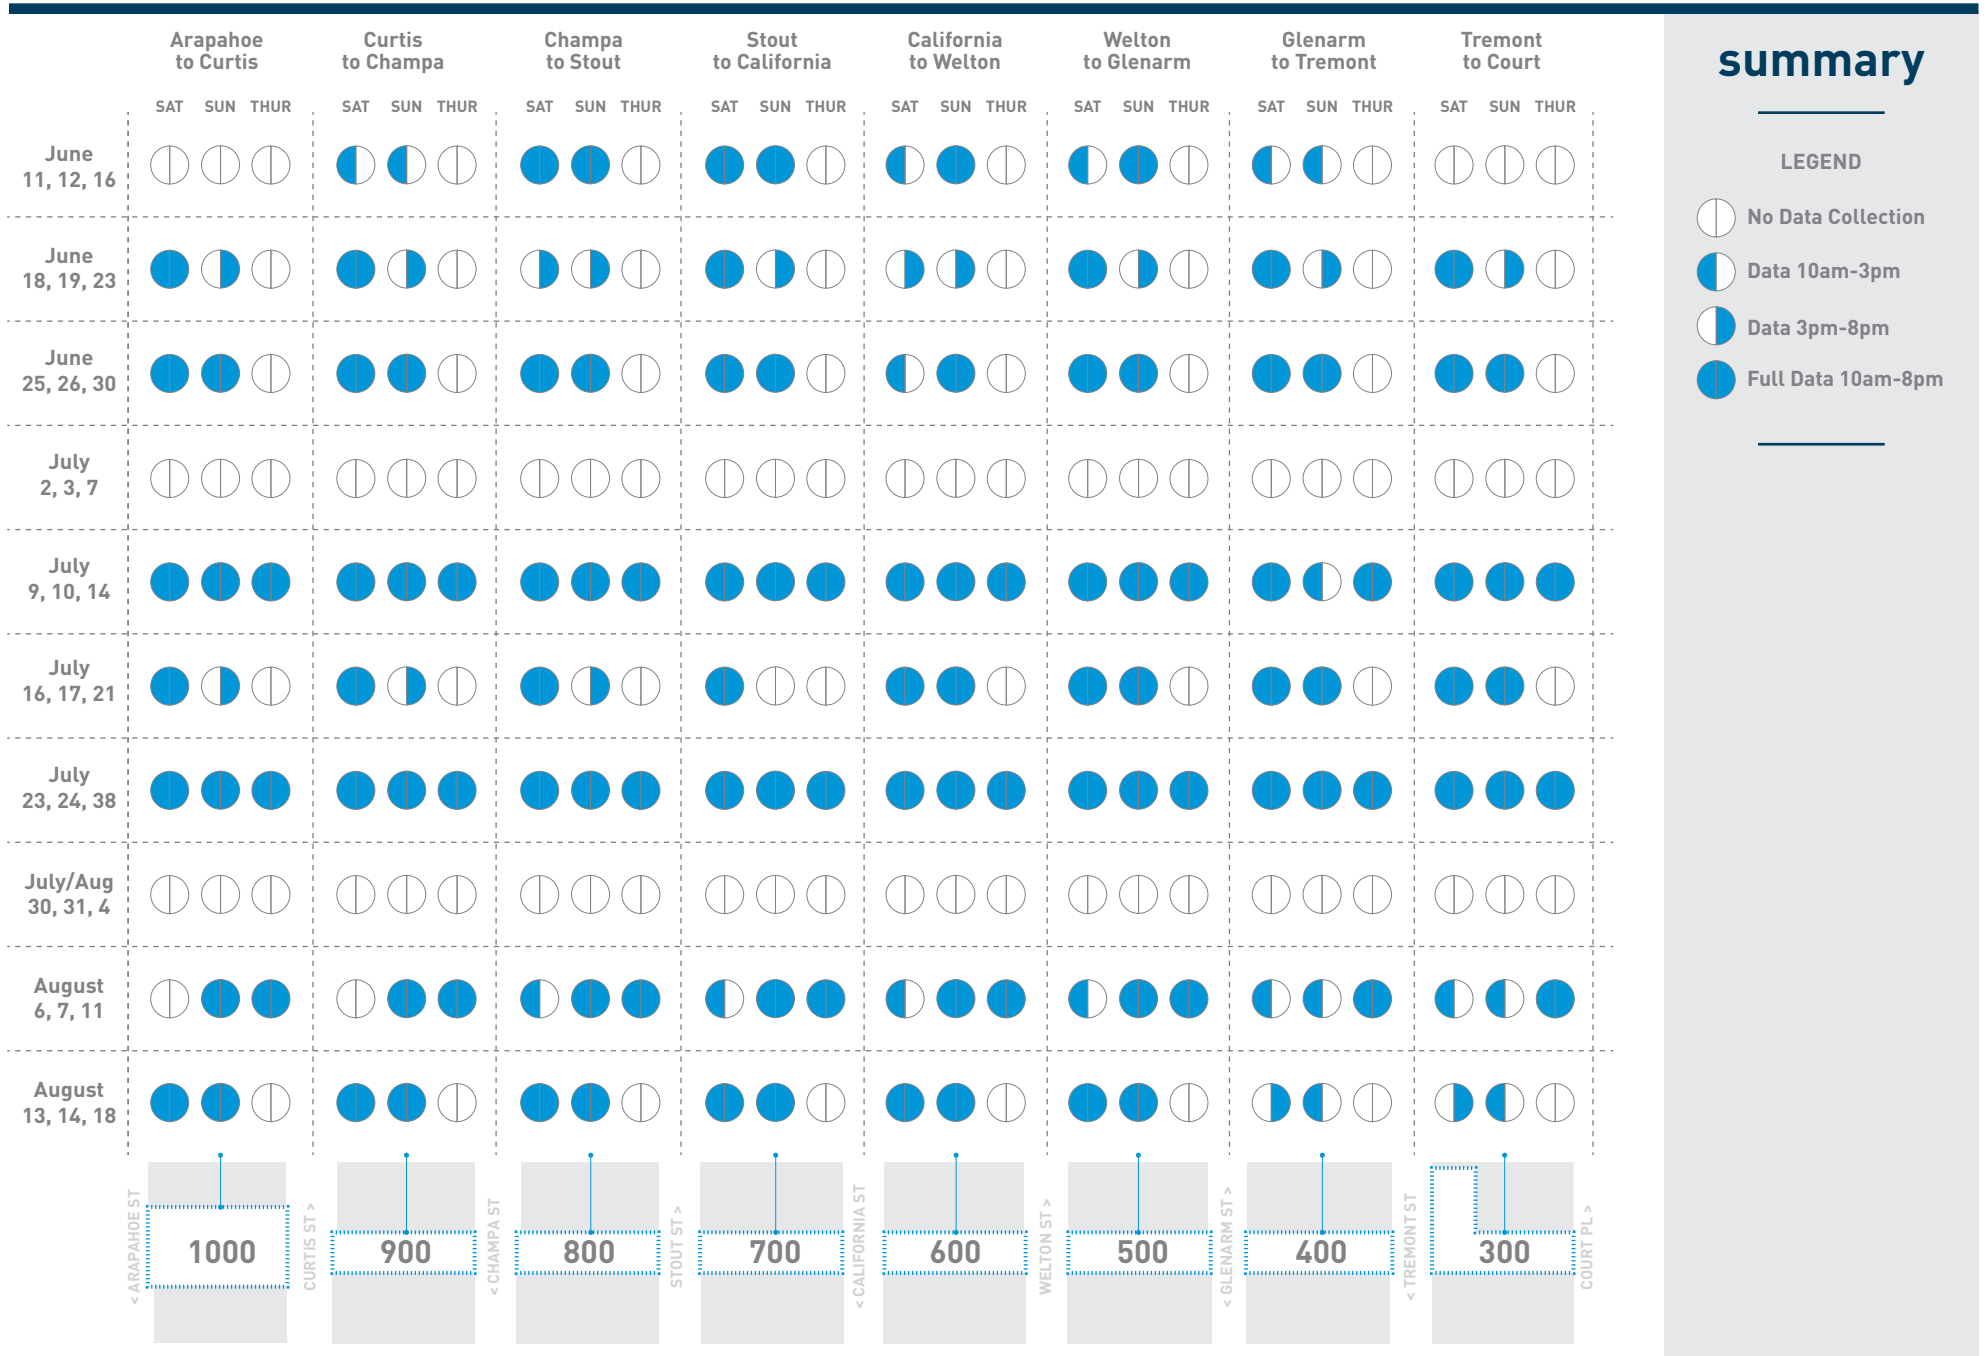 Arapahoe
to Curtis
Curtis
to Champa
Champa
to Stout
Stout
to California
California
to Welton
Welton
to Glenarm
Glenarm
to Tremont
Tremont
to Court
SAT SUN THUR SAT SUN THUR SAT SUN THUR SAT SUN THUR SAT SUN THUR SAT SUN THUR SAT SUN THUR SAT SUN THUR
June
11, 12, 16
June
18, 19, 23
June
25, 26, 30
July
2, 3, 7
July
9, 10, 14
July
16, 17, 21
July
23, 24, 38
July/Aug
30, 31, 4
August
6, 7, 11
August
13, 14, 18
< ARAPAHOE ST
1000
CURTIS ST >
900
< CHAMPA ST
800
STOUT ST >
700
< CALIFORNIA ST
600
WELTON ST >
500
< GLENARM ST >
400
< TREMONT ST
300
COURT PL >
summary
LEGEND
No Data Collection
Data 10am-3pm
Data 3pm-8pm
Full Data 10am-8pm